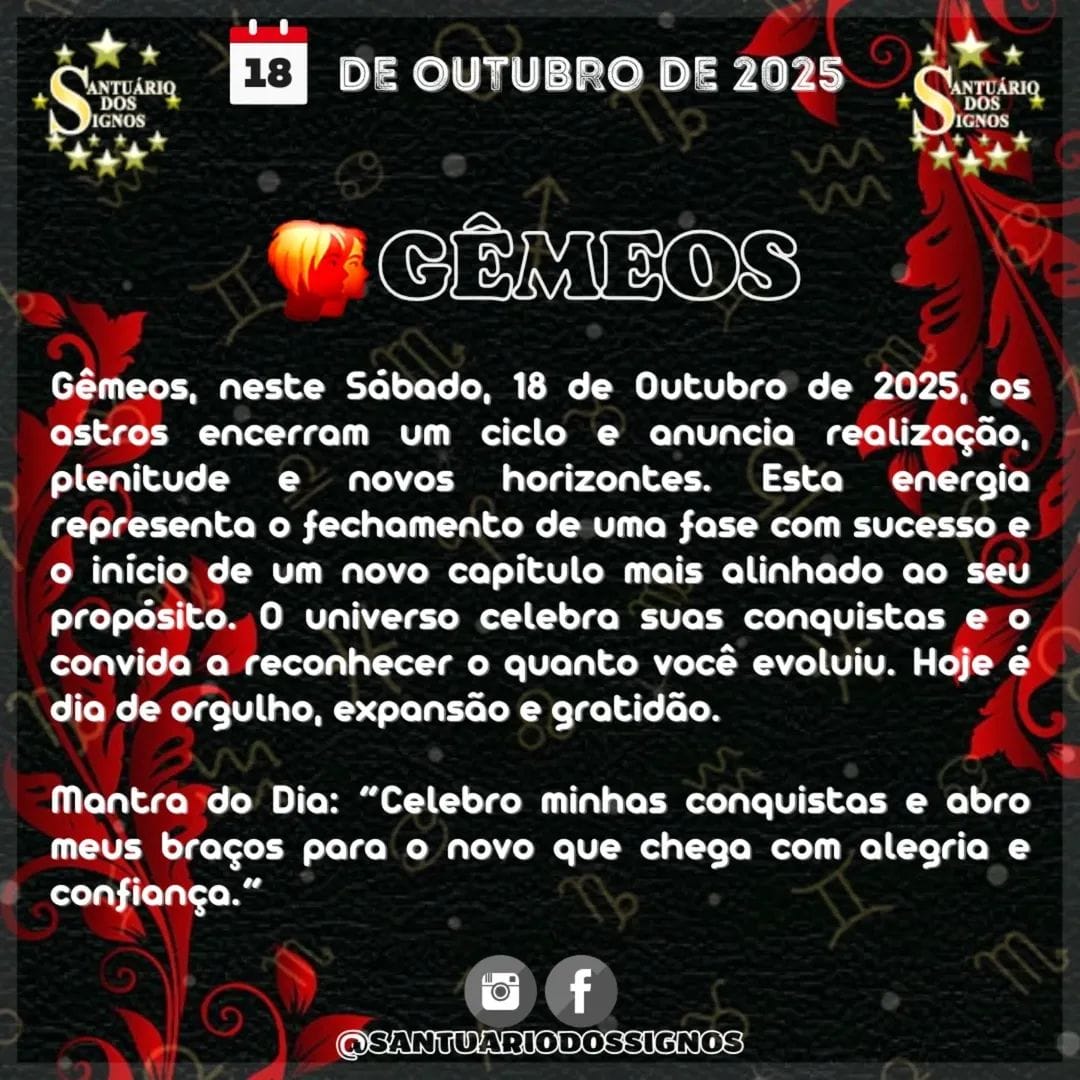 SANTUÁRIO
DOS
SIGNOS
18 DE OUTUBRO DE 2025
SANTUÁRIO
DOS
SIGNOS
GÊMEOS
Gêmeos, neste Sábado, 18 de Outubro de 2025, os
astros encerram um ciclo e anuncia realização,
plenitude e novos horizontes. Esta energia
representa o fechamento de uma fase com sucesso e
o início de um novo capítulo mais alinhado ao seu
propósito. O universo celebra suas conquistas e o
convida a reconhecer o quanto você evoluiu. Hoje é
dia de orgulho, expansão e gratidão.
Mantra do Dia: “Celebro minhas conquistas e abro
meus braços para o novo que chega com alegria e
confiança.”
@SANTUARIODOSSIGNOS